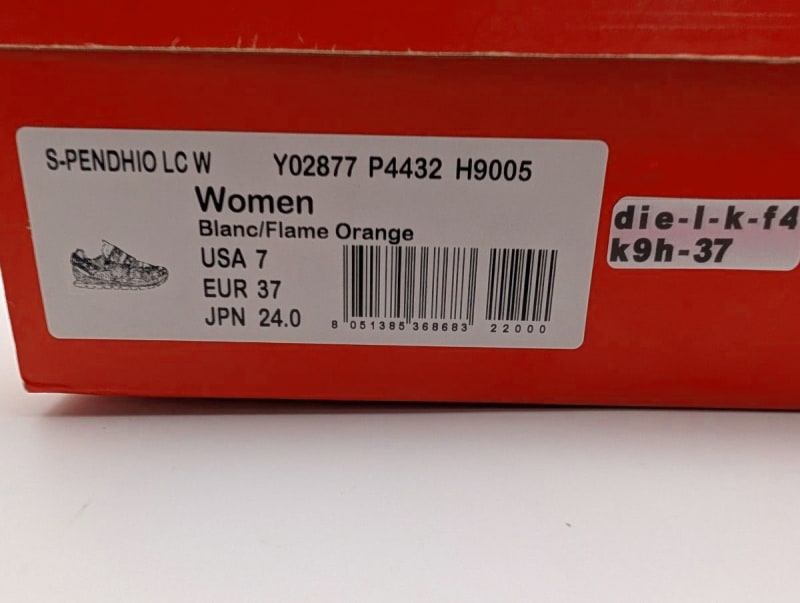 S-PENDHIO LC W Y02877 P4432 H9005
Women
Blanc/Flame Orange
USA 7
EUR 37
JPN 24.0
8 051385 368683 22000
die-l-k-f4
k9h-37